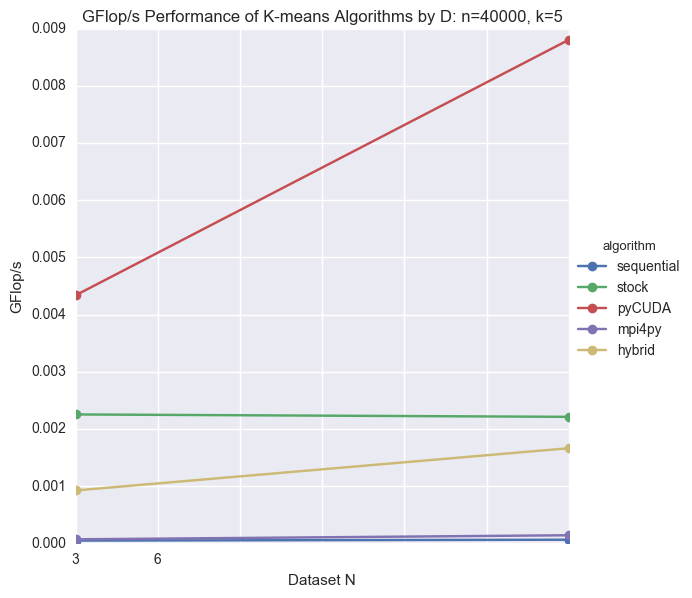 GFlop/s Performance of K-means Algorithms by D: n=40000, k=5
0.009
0.008
0.007
0.006
0.005
0.004
0.003
0.002
0.001
0.000
GFlop/s
3 6
Dataset N
algorithm
sequential
stock
pyCUDA
mpi4py
hybrid